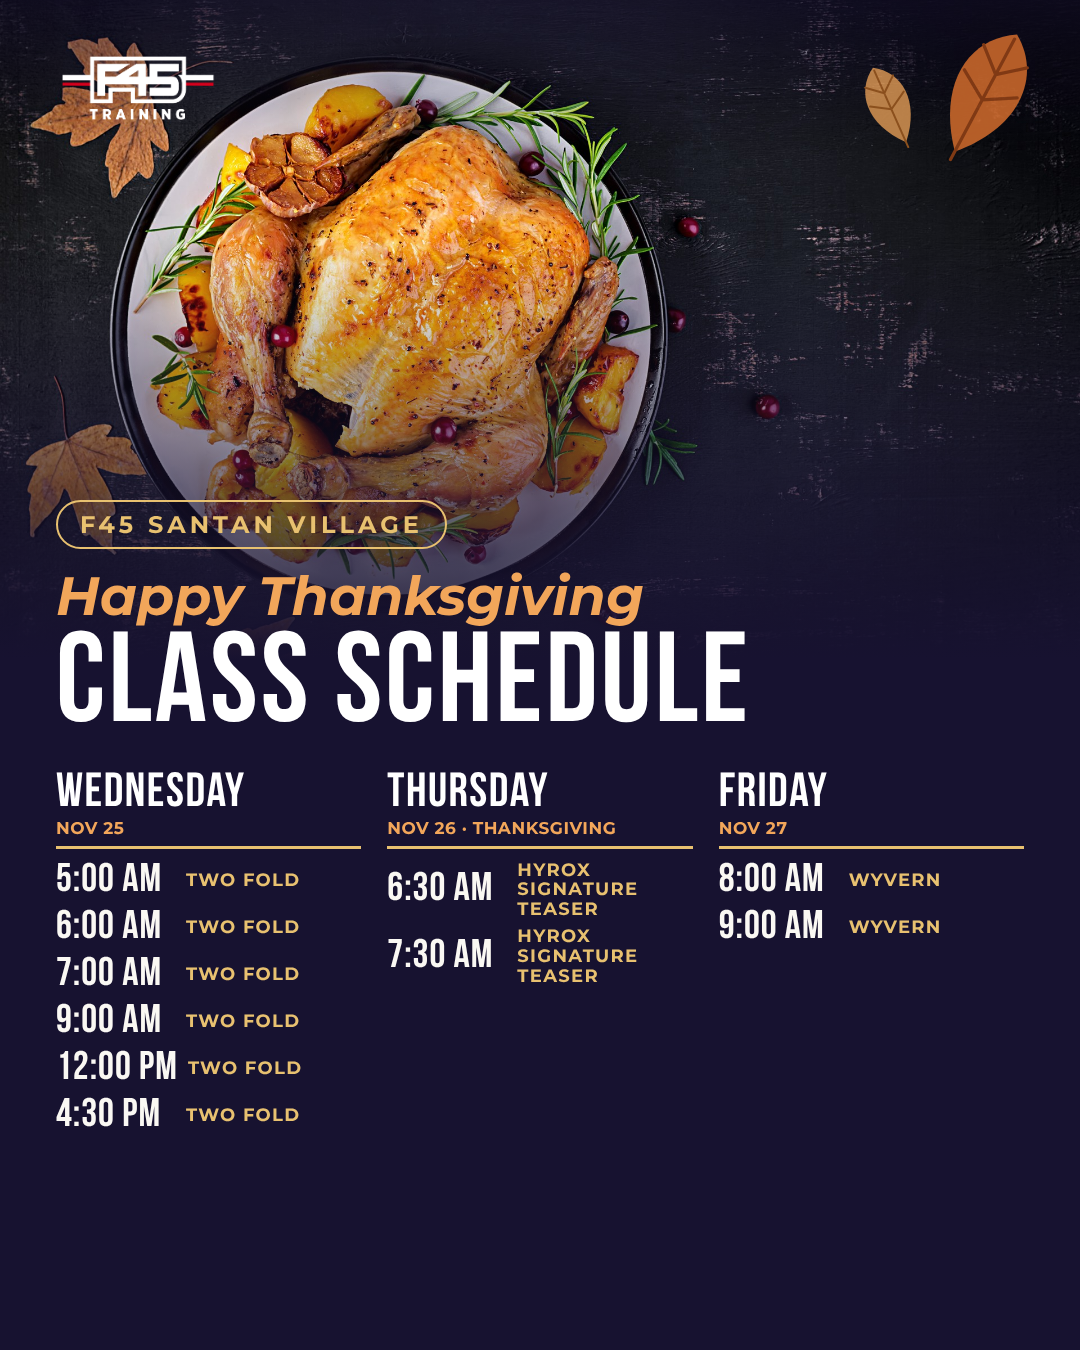 F45
TRAINING
F45 SANTAN VILLAGE
Happy Thanksgiving
CLASS SCHEDULE
WEDNESDAY
NOV 25
5:00 AM TWO FOLD
6:00 AM TWO FOLD
7:00 AM TWO FOLD
9:00 AM TWO FOLD
12:00 PM TWO FOLD
4:30 PM TWO FOLD
THURSDAY
NOV 26 · THANKSGIVING
6:30 AM
HYROX
SIGNATURE
TEASER
7:30 AM
HYROX
SIGNATURE
TEASER
FRIDAY
NOV 27
8:00 AM WYVERN
9:00 AM WYVERN